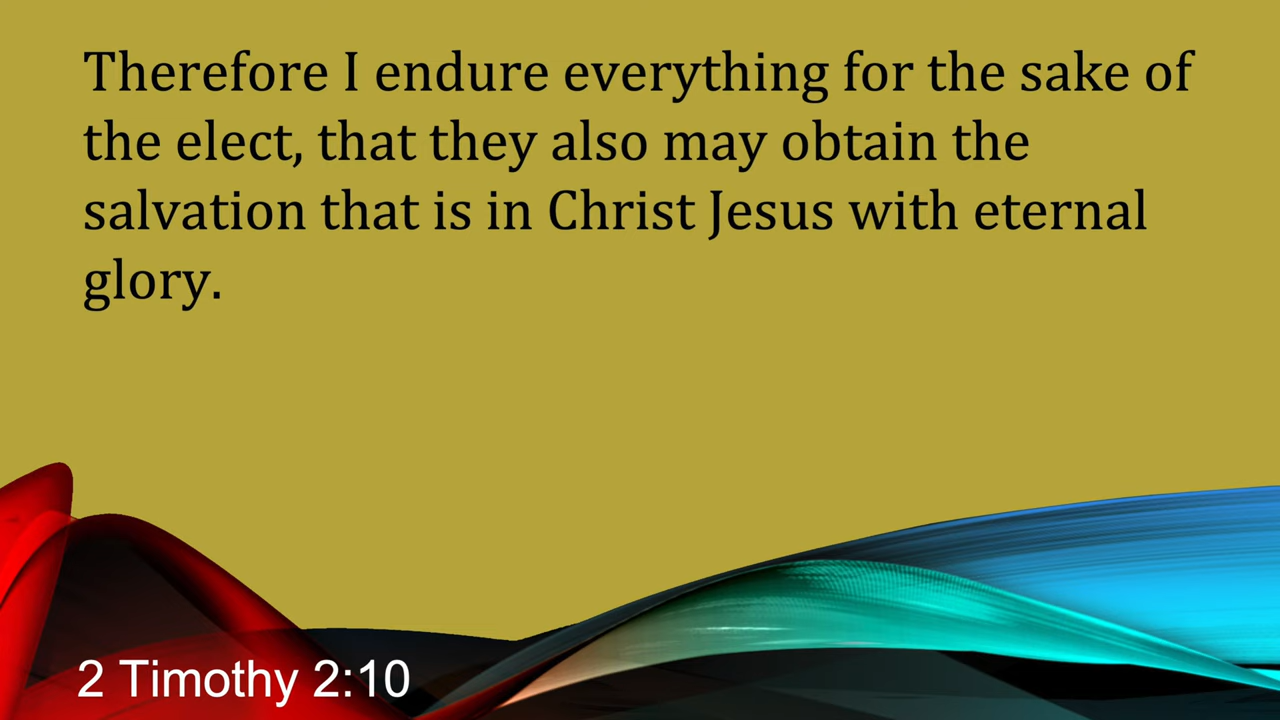 Therefore I endure everything for the sake of
the elect, that they also may obtain the
salvation that is in Christ Jesus with eternal
glory.
2 Timothy 2:10